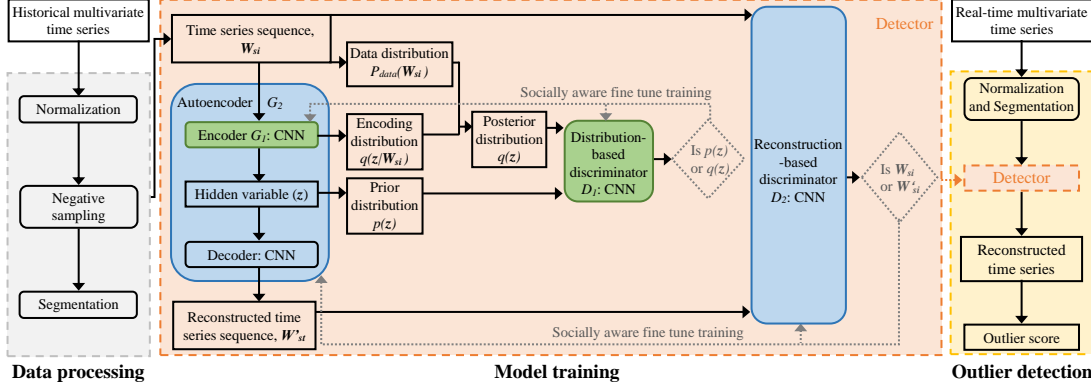 Historical multivariate
time series
Normalization
Negative
sampling
Segmentation
Data processing
Time series sequence,
W_si
Data distribution
P_data(W_si)
Autoencoder G_2
Encoder G_1: CNN
Hidden variable (z)
Decoder: CNN
Reconstructed time
series sequence, W'_st
Encoding
distribution
q(z/W_si)
Prior
distribution
p(z)
Posterior
distribution
q(z)
Socially aware fine tune training
Distribution-
based
discriminator
D_1: CNN
Is p(z)
or q(z)
Socially aware fine tune training
Reconstruction
-based
discriminator
D_2: CNN
Detector
Is W_si
or W'_si
Model training
Real-time multivariate
time series
Normalization
and Segmentation
Detector
Reconstructed
time series
Outlier score
Outlier detection